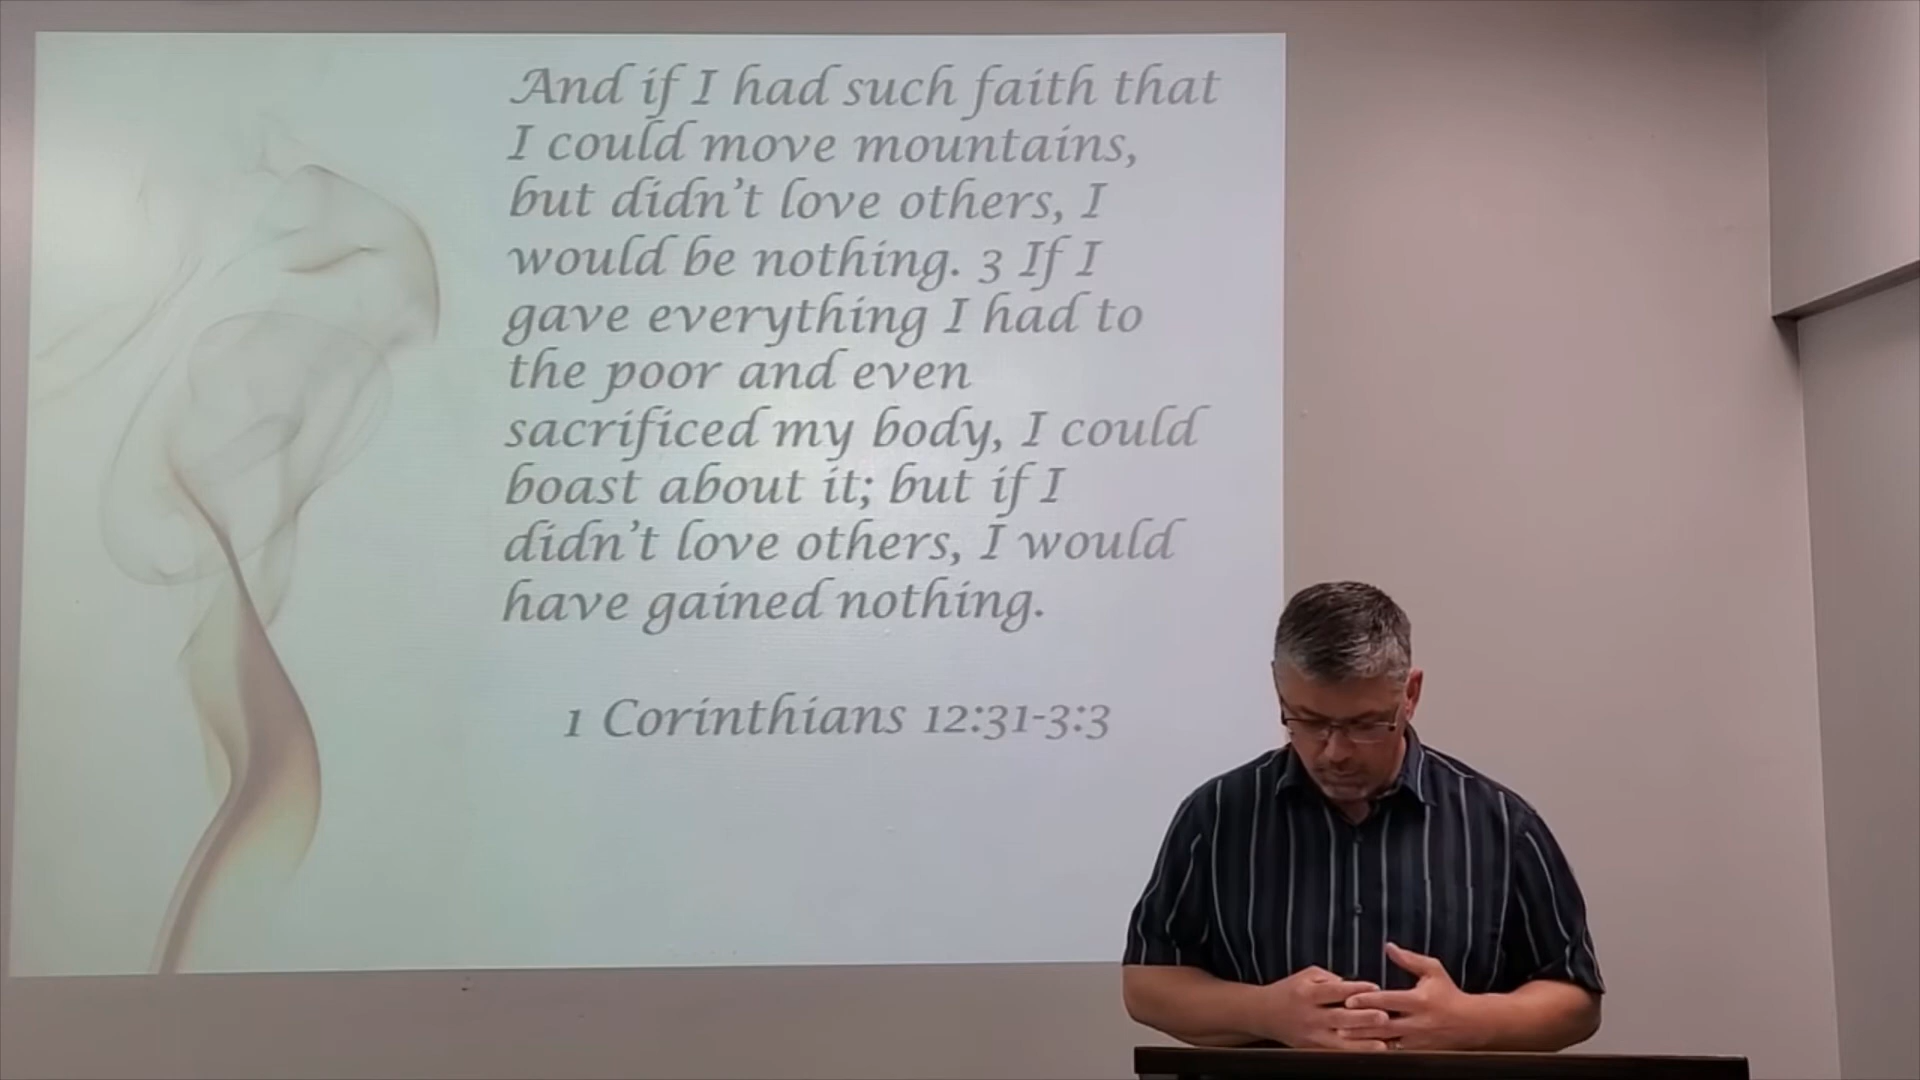 And if I had such faith that
I could move mountains,
but didn't love others, I
would be nothing. 3 If I
gave everything I had to
the poor and even
sacrificed my body, I could
boast about it; but if I
didn't love others, I would
have gained nothing.
1 Corinthians 12:31-3:3